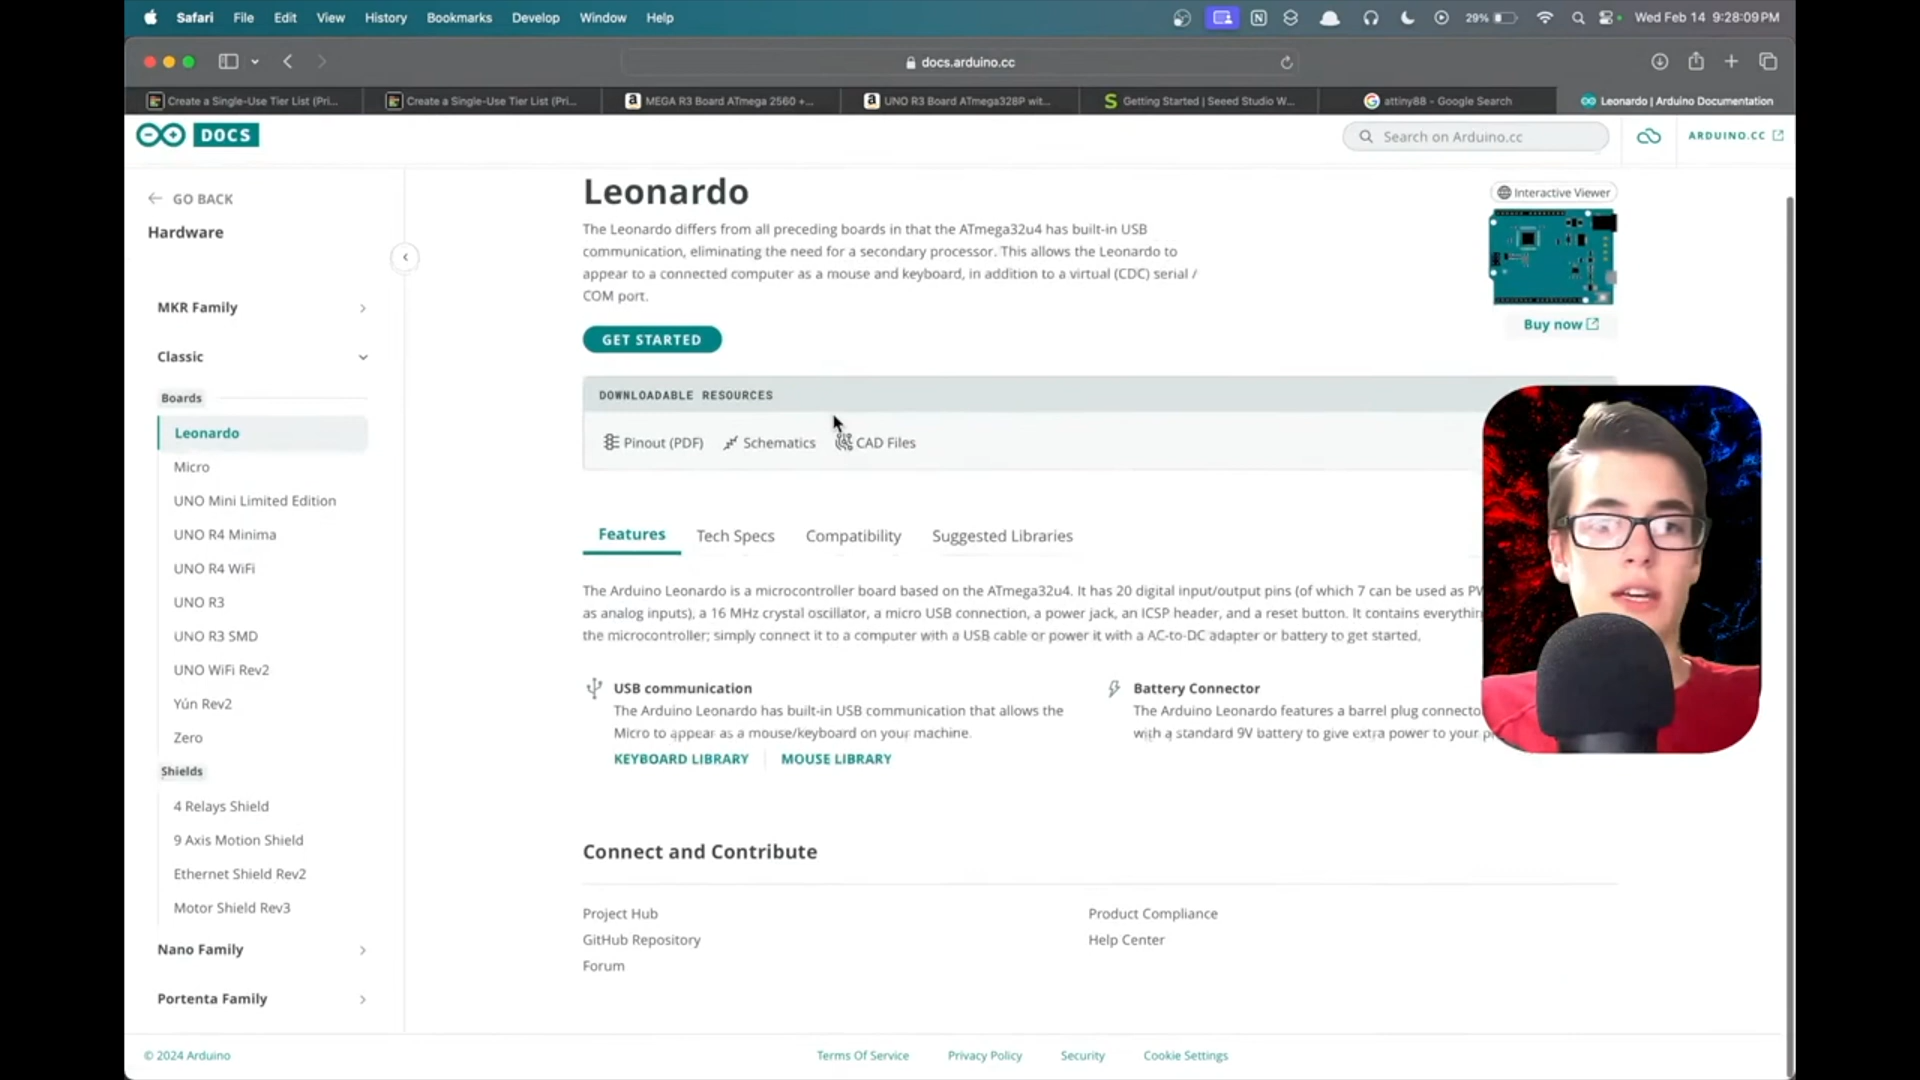 Safari File Edit View History Bookmarks Develop Window Help
29% Wed Feb 14 9:28:09 PM
docs.arduino.cc
Create a Single-Use Tier List (Pri...
Create a Single-Use Tier List (Pri...
MEGA R3 Board ATmega 2560 +...
UNO R3 Board ATmega328P wit...
Getting Started | Seeed Studio W...
attiny88 - Google Search
Leonardo | Arduino Documentation
DOCS
Search on Arduino.cc
ARDUINO.CC
GO BACK
Hardware
MKR Family
Classic
Boards
Leonardo
Micro
UNO Mini Limited Edition
UNO R4 Minima
UNO R4 WiFi
UNO R3
UNO R3 SMD
UNO WiFi Rev2
Yún Rev2
Zero
Shields
4 Relays Shield
9 Axis Motion Shield
Ethernet Shield Rev2
Motor Shield Rev3
Nano Family
Portenta Family
Leonardo
The Leonardo differs from all preceding boards in that the ATmega32u4 has built-in USB
communication, eliminating the need for a secondary processor. This allows the Leonardo to
appear to a connected computer as a mouse and keyboard, in addition to a virtual (CDC) serial /
COM port.
GET STARTED
Interactive Viewer
Buy now
DOWNLOADABLE RESOURCES
Pinout (PDF) Schematics CAD Files
Features Tech Specs Compatibility Suggested Libraries
The Arduino Leonardo is a microcontroller board based on the ATmega32u4. It has 20 digital input/output pins (of which 7 can be used as
as analog inputs), a 16 MHz crystal oscillator, a micro USB connection, a power jack, an ICSP header, and a reset button. It contains
the microcontroller; simply connect it to a computer with a USB cable or power it with a AC-to-DC adapter or battery to get started.
USB communication
The Arduino Leonardo has built-in USB communication that allows the
Micro to appear as a mouse/keyboard on your machine.
KEYBOARD LIBRARY MOUSE LIBRARY
Battery Connector
The Arduino Leonardo features a barrel plug
with a standard 9V battery to give extra power to your
Connect and Contribute
Project Hub
GitHub Repository
Forum
Product Compliance
Help Center
© 2024 Arduino
Terms Of Service Privacy Policy Security Cookie Settings